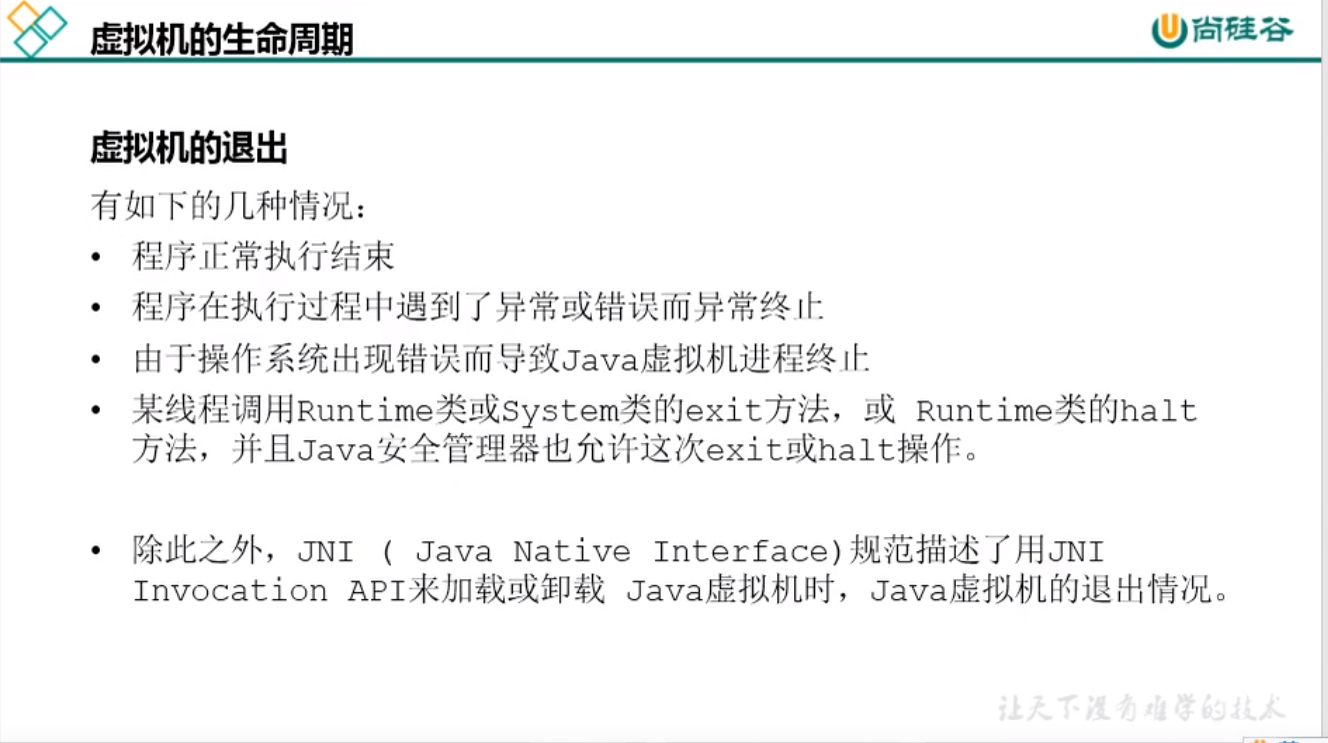 虚拟机的生命周期
尚硅谷
虚拟机的退出
有如下的几种情况：
• 程序正常执行结束
• 程序在执行过程中遇到了异常或错误而异常终止
• 由于操作系统出现错误而导致Java虚拟机进程终止
• 某线程调用Runtime类或System类的exit方法，或 Runtime类的halt
方法，并且Java安全管理器也允许这次exit或halt操作。
• 除此之外，JNI ( Java Native Interface)规范描述了用JNI
Invocation API来加载或卸载 Java虚拟机时，Java虚拟机的退出情况。
让天下没有难学的技术